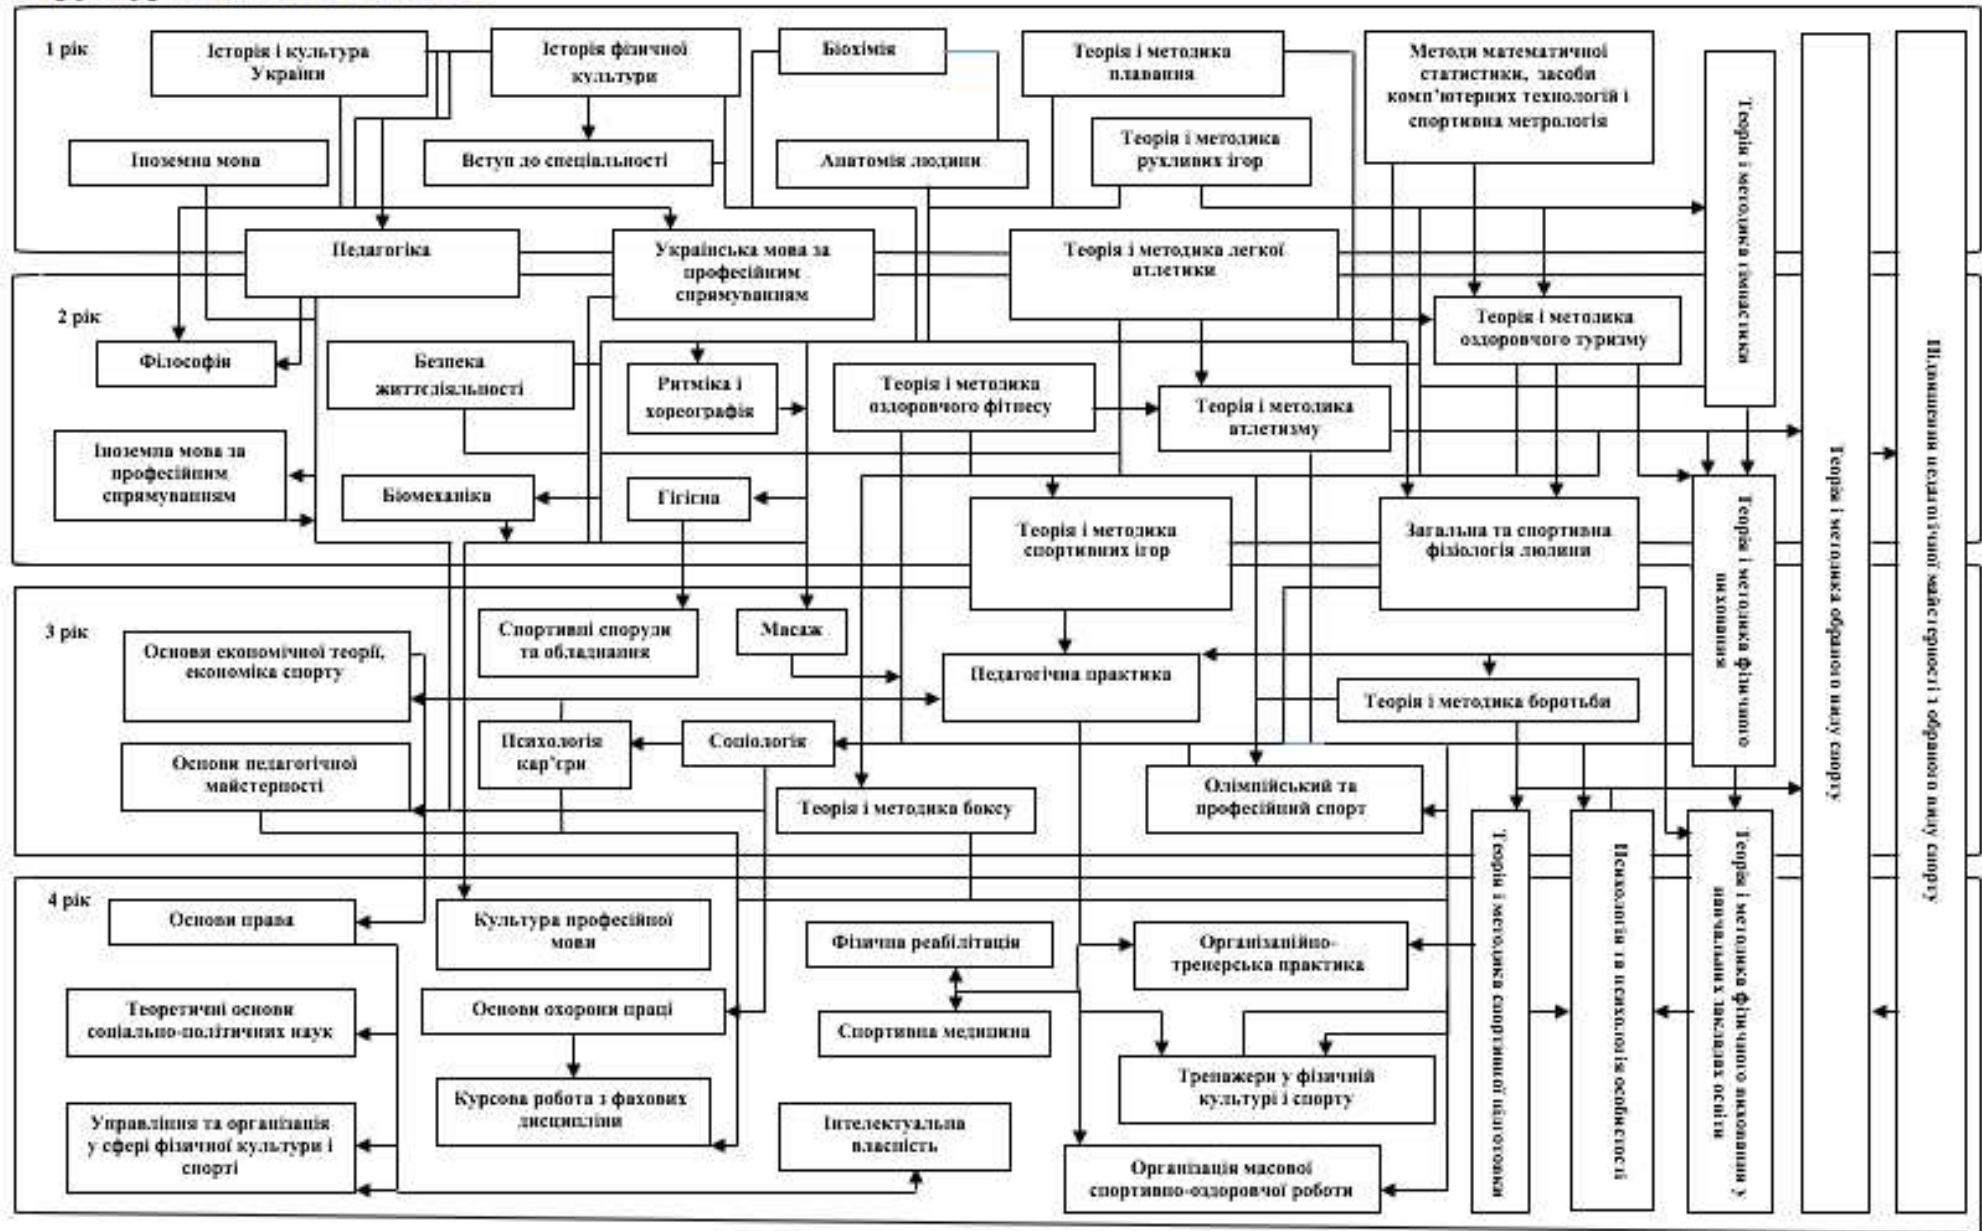 1 рік
Історія і культура
України
Історія фізичної
культури
Біохімія
Теорія і методика
плавання
Методи математичної
статистики, засоби
комп'ютерних технологій і
спортивна метрологія
Іноземна мова
Вступ до спеціальності
Анатомія людини
Теорія і методика
рухливих ігор
Теорія і методика гімнастики
Педагогіка
Українська мова за
професійним
спрямуванням
Теорія і методика легкої
атлетики
2 рік
Філософія
Безпека
життєдіяльності
Ритміка і
хореографія
Теорія і методика
оздоровчого фітнесу
Теорія і методика
атлетизму
Теорія і методика
оздоровчого туризму
Іноземна мова за
професійним
спрямуванням
Біомеханіка
Гігієна
Теорія і методика
спортивних ігор
Загальна та спортивна
фізіологія людини
Теорія і методика фізичного
виховання
Теорія і методика обраного виду спорту
Підвищення педагогічної майстерності з обраного виду спорту
3 рік
Основи економічної теорії,
економіка спорту
Спортивні споруди
та обладнання
Масаж
Педагогічна практика
Теорія і методика боротьби
Основи педагогічної
майстерності
Психологія
кар'єри
Соціологія
Теорія і методика боксу
Олімпійський та
професійний спорт
Теорія і методика спортивної підготовки
Психологія та психологія особистості
Теорія і методика фізичного виховання у
навчальних закладах освіти
4 рік
Основи права
Культура професійної
мови
Фізична реабілітація
Організаційно-
тренерська практика
Теоретичні основи
соціально-політичних наук
Основи охорони праці
Спортивна медицина
Тренажери у фізичній
культурі і спорту
Управління та організація
у сфері фізичної культури і
спорті
Курсова робота з фахових
дисциплін
Інтелектуальна
власність
Організація масової
спортивно-оздоровчої роботи